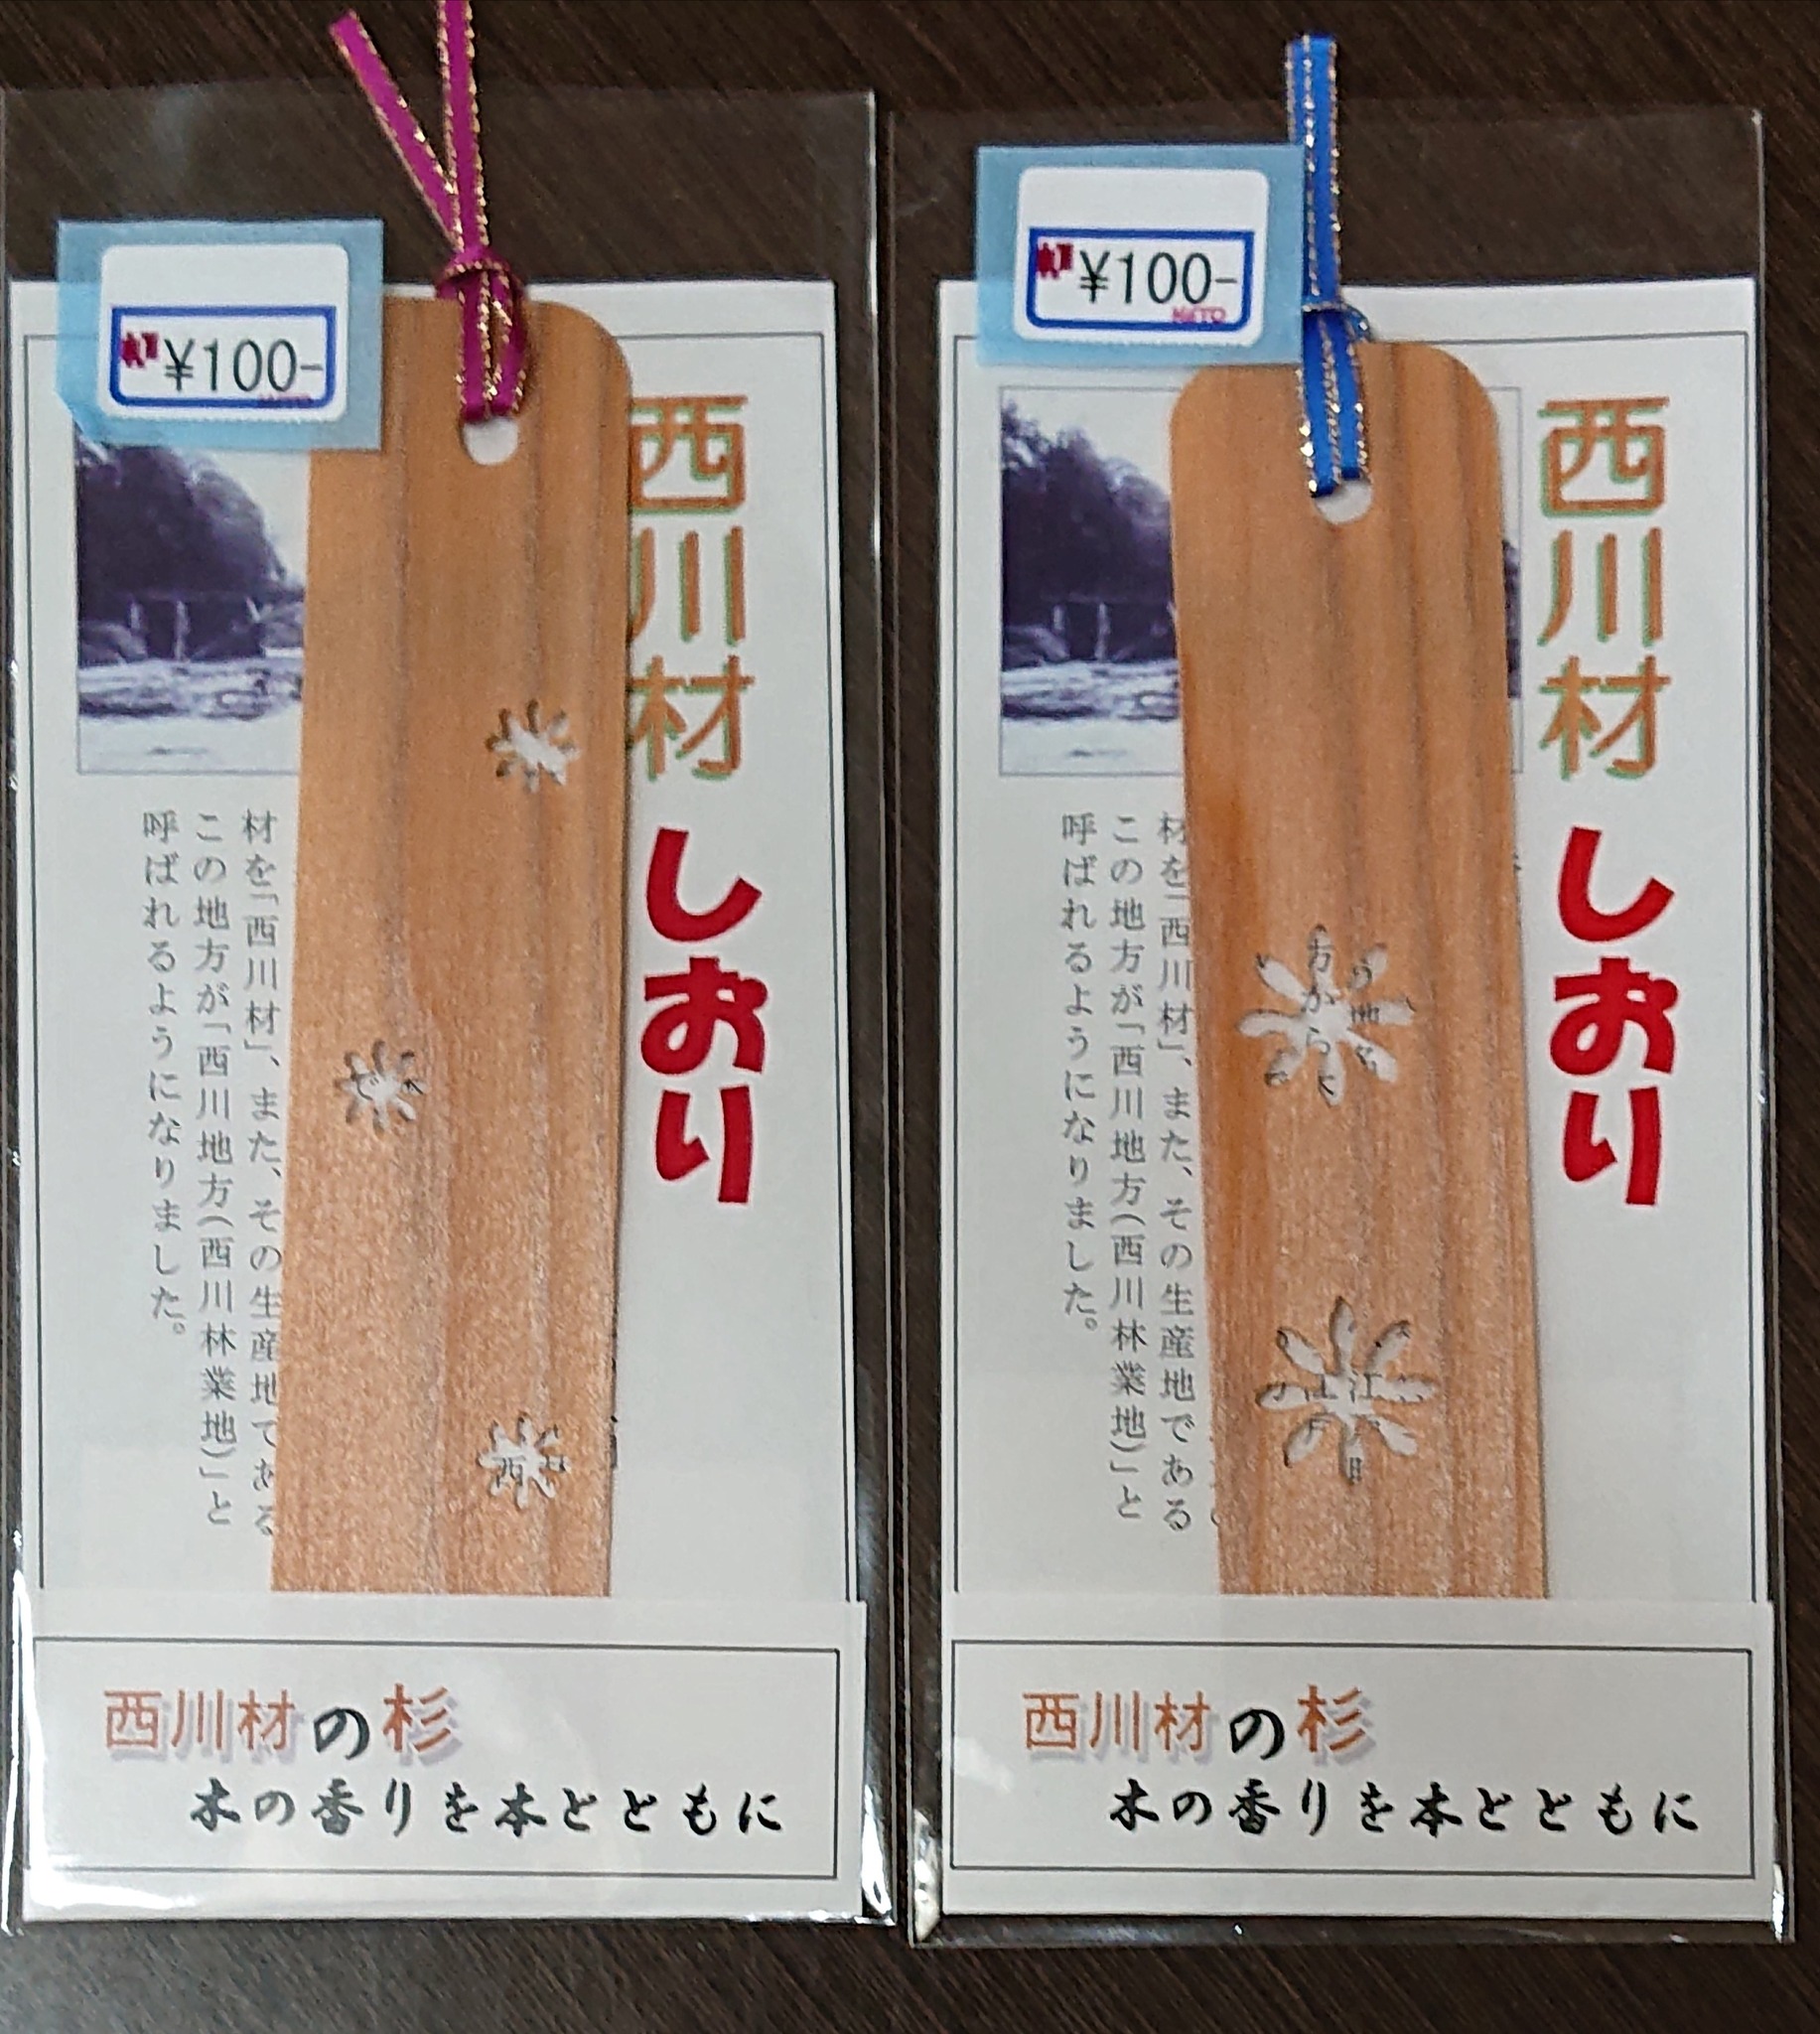 ¥100-
西川材 しおり
材を「西川材」、また、その生産地である
この地方が「西川地方(西川林業地)」と
呼ばれるようになりました。
西川材の杉
木の香りを本とともに
¥100-
西川材 しおり
材を「西川材」、また、その生産地である
この地方が「西川地方(西川林業地)」と
呼ばれるようになりました。
西川材の杉
木の香りを本とともに